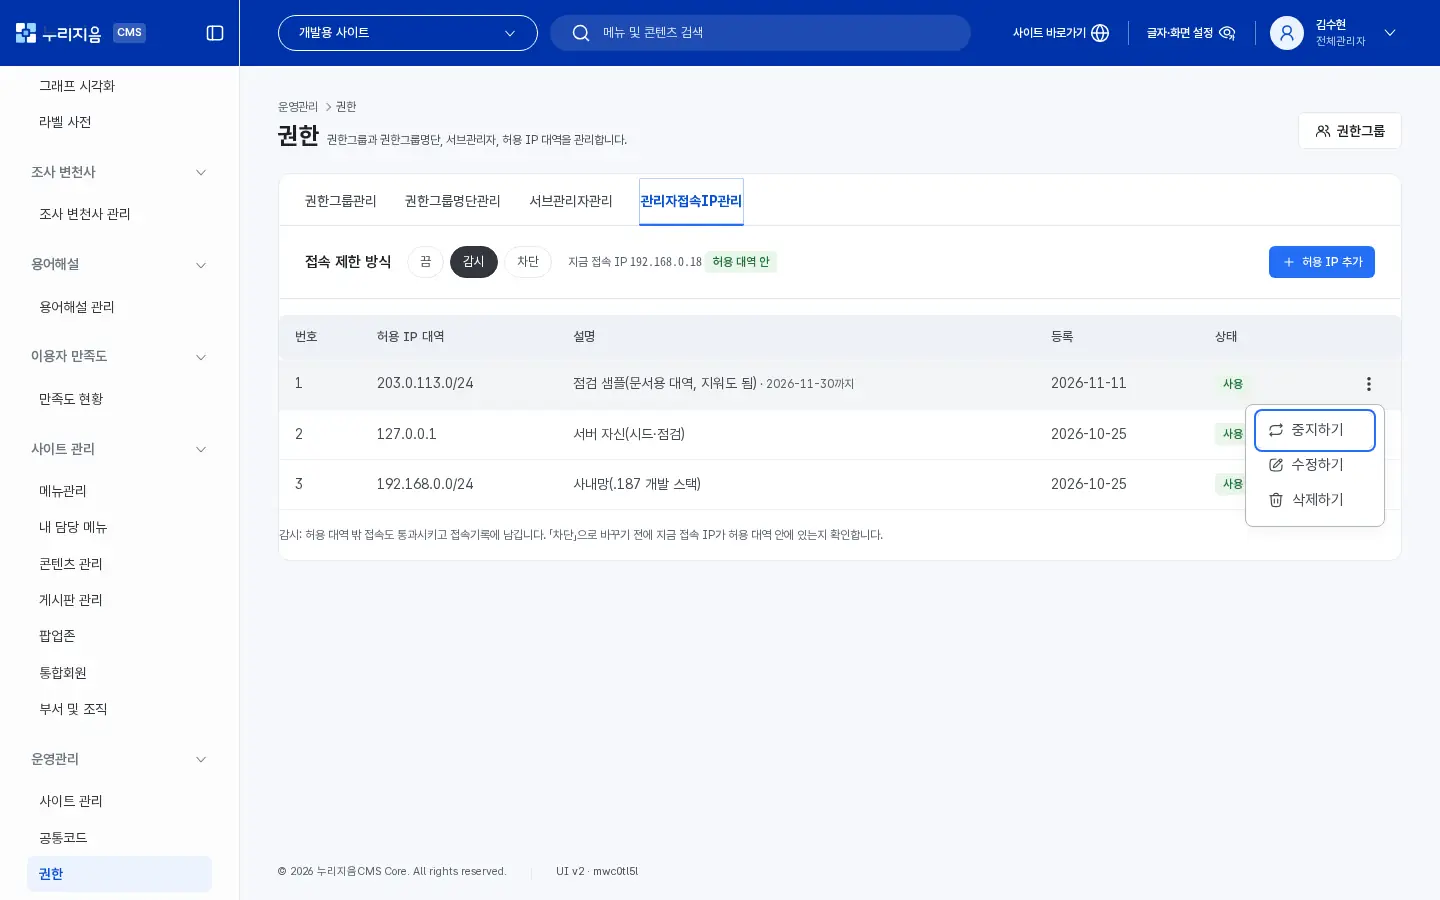 누리지음 CMS
개발용 사이트
메뉴 및 콘텐츠 검색
사이트 바로가기
글자·화면 설정
김수현
전체관리자
그래프 시각화
라벨 사전
조사 변천사
조사 변천사 관리
용어해설
용어해설 관리
이용자 만족도
만족도 현황
사이트 관리
메뉴관리
내 담당 메뉴
콘텐츠 관리
게시판 관리
팝업존
통합회원
부서 및 조직
운영관리
사이트 관리
공통코드
권한
운영관리 > 권한
권한 권한그룹과 권한그룹명단, 서브관리자, 허용 IP 대역을 관리합니다.
권한그룹
권한그룹관리 권한그룹명단관리 서브관리자관리 관리자접속IP관리
접속 제한 방식 끔 감시 차단 지금 접속 IP 192.168.0.18 허용 대역 안
허용 IP 추가
번호 허용 IP 대역 설명 등록 상태
1 203.0.113.0/24 점검 샘플(문서용 대역, 지워도 됨) · 2026-11-30까지 2026-11-11 사용
2 127.0.0.1 서버 자신(시드·점검) 2026-10-25 사용
3 192.168.0.0/24 사내망(.187 개발 스택) 2026-10-25 사용
중지하기
수정하기
삭제하기
감시: 허용 대역 밖 접속도 통과시키고 접속기록에 남깁니다. 「차단」으로 바꾸기 전에 지금 접속 IP가 허용 대역 안에 있는지 확인합니다.
© 2026 누리지음CMS Core. All rights reserved.
UI v2 · mwc0tl5l